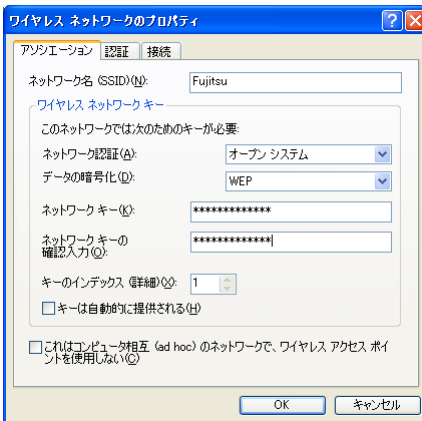 ワイヤレス ネットワークのプロパティ
アソシエーション 認証 接続
ネットワーク名 (SSID)(N): Fujitsu
ワイヤレス ネットワーク キー
このネットワークでは次のためのキーが必要:
ネットワーク認証(A): オープン システム
データの暗号化(D): WEP
ネットワーク キー(K): *************
ネットワーク キーの
確認入力(O): *************
キーのインデックス (詳細)(X): 1
キーは自動的に提供される(H)
これはコンピュータ相互 (ad hoc) のネットワークで、ワイヤレス アクセス ポイ
ントを使用しない(C)
OK キャンセル